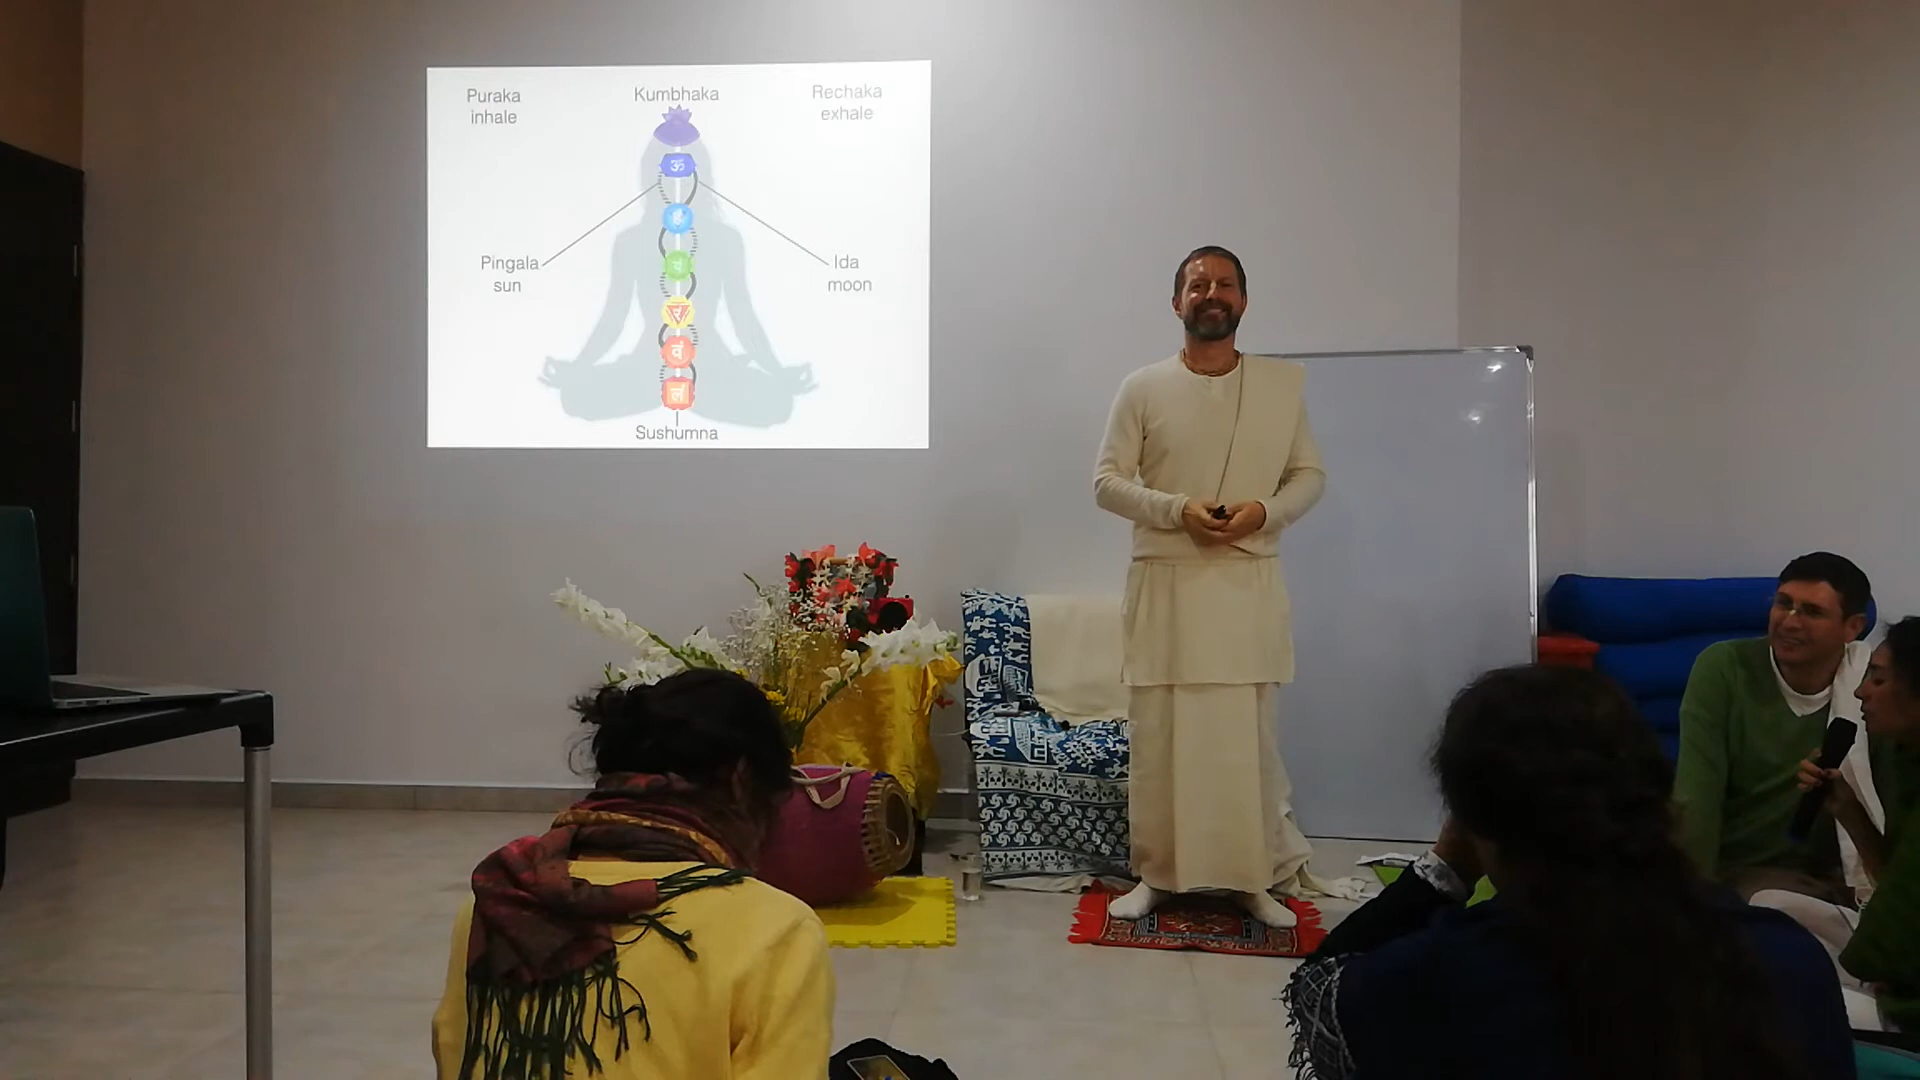 Puraka
inhale
Kumbhaka
Rechaka
exhale
ॐ
हं
यं
Pingala
sun
Ida
moon
रं
वं
लं
Sushumna